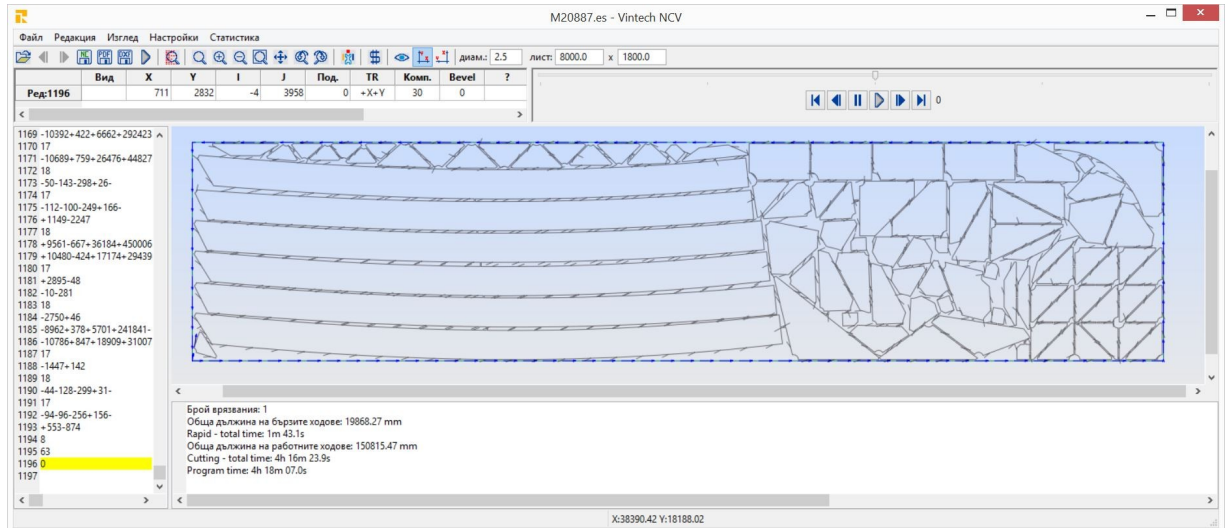 M20887.es - Vintech NCV
Файл Редакция Изглед Настройки Статистика
диам.: 2.5 лист: 8000.0 x 1800.0
Вид X Y I J Под. TR Комп. Bevel ?
Ред:1196 711 2832 -4 3958 0 +X+Y 30 0
0
1169 -10392+422+6662+292423
1170 17
1171 -10689+759+26476+44827
1172 18
1173 -50-143-298+26-
1174 17
1175 -112-100-249+166-
1176 +1149-2247
1177 18
1178 +9561-667+36184+450006
1179 +10480-424+17174+29439
1180 17
1181 +2895-48
1182 -10-281
1183 18
1184 -2750+46
1185 -8962+378+5701+241841-
1186 -10786+847+18909+31007
1187 17
1188 -1447+142
1189 18
1190 -44-128-299+31-
1191 17
1192 -94-96-256+156-
1193 +553-874
1194 8
1195 63
1196 0
1197
Брой врязвания: 1
Обща дължина на бързите ходове: 19868.27 mm
Rapid - total time: 1m 43.1s
Обща дължина на работните ходове: 150815.47 mm
Cutting - total time: 4h 16m 23.9s
Program time: 4h 18m 07.0s
X:38390.42 Y:18188.02